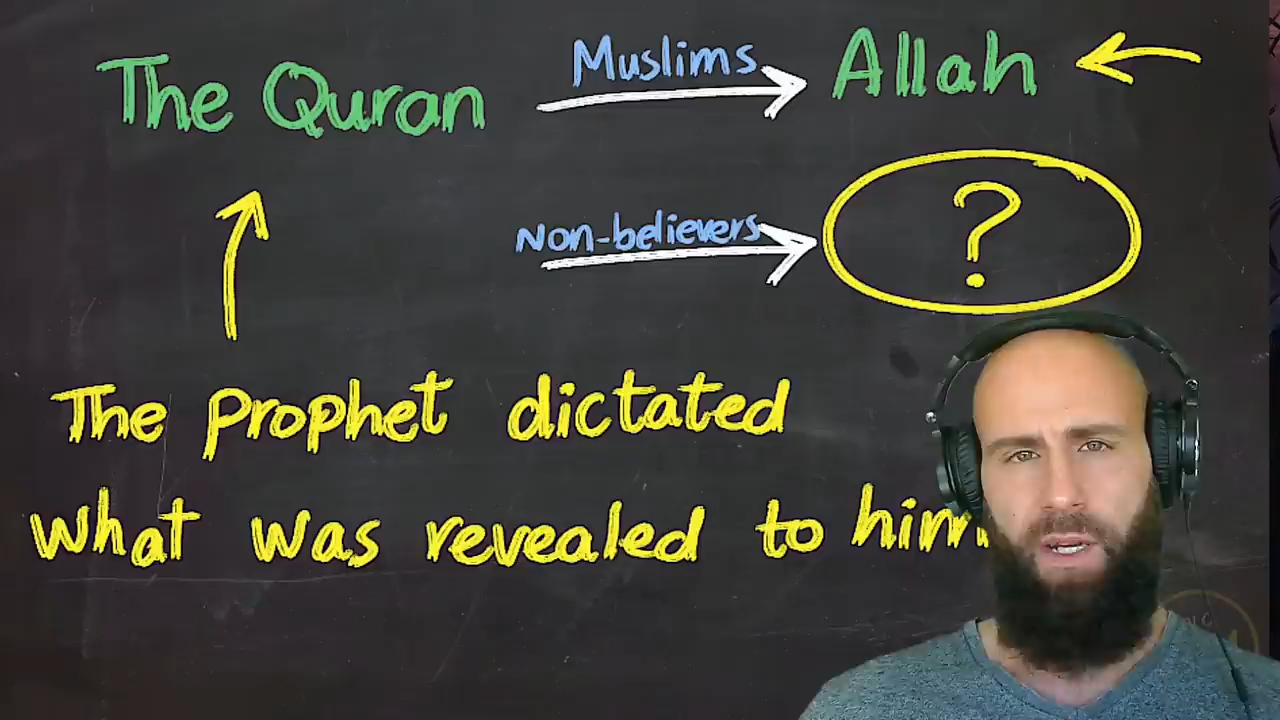 Muslims
The Quran
Allah
?
Non-believers
The prophet dictated
what was revealed to him